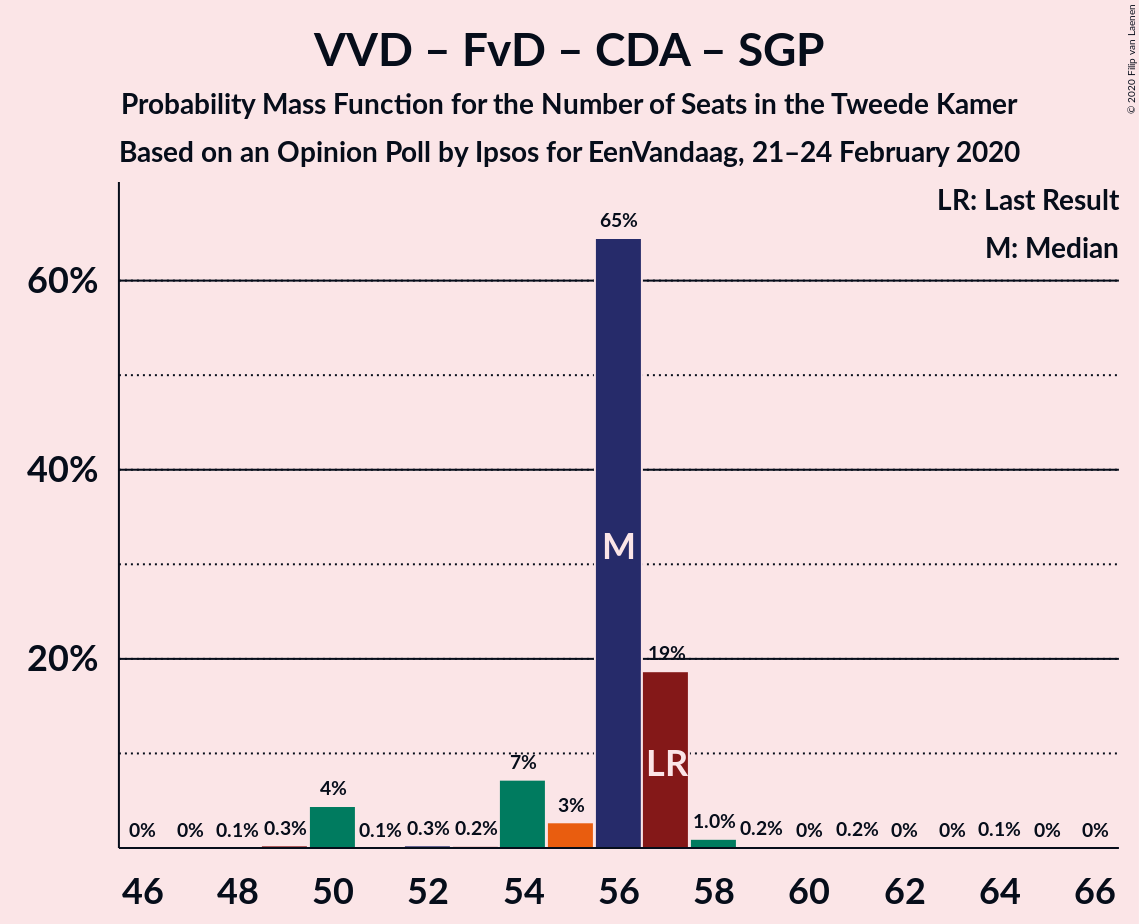 VVD – FvD – CDA – SGP
Probability Mass Function for the Number of Seats in the Tweede Kamer
Based on an Opinion Poll by Ipsos for EenVandaag, 21–24 February 2020
© 2020 Filip van Laenen
LR: Last Result
M: Median
60%
40%
20%
0% 0% 0.1% 0.3% 4% 0.1% 0.3% 0.2% 7% 3% 65% 19% 1.0% 0.2% 0% 0.2% 0% 0% 0.1% 0% 0%
M
LR
46 48 50 52 54 56 58 60 62 64 66